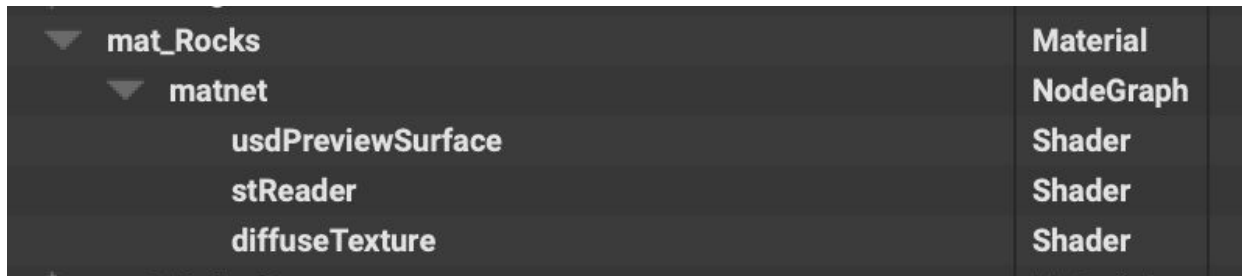 mat_Rocks Material
matnet NodeGraph
usdPreviewSurface Shader
stReader Shader
diffuseTexture Shader